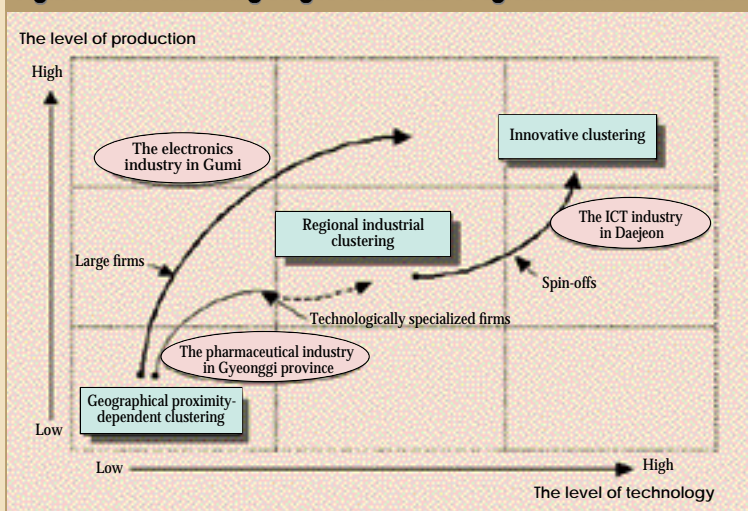 The level of production
High
The electronics
industry in Gumi
Innovative clustering
Regional industrial
clustering
The ICT industry
in Daejeon
Large firms
Spin-offs
Technologically specialized firms
The pharmaceutical industry
in Gyeonggi province
Geographical proximity-
dependent clustering
Low
Low
High
The level of technology